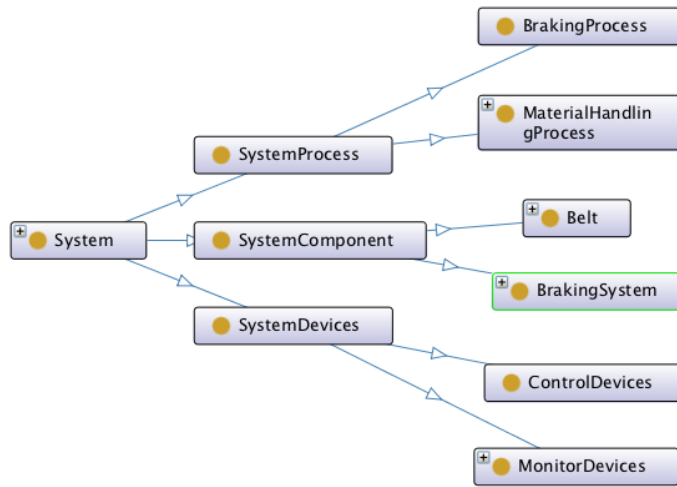 BrakingProcess
MaterialHandlin
gProcess
SystemProcess
Belt
System
SystemComponent
BrakingSystem
SystemDevices
ControlDevices
MonitorDevices